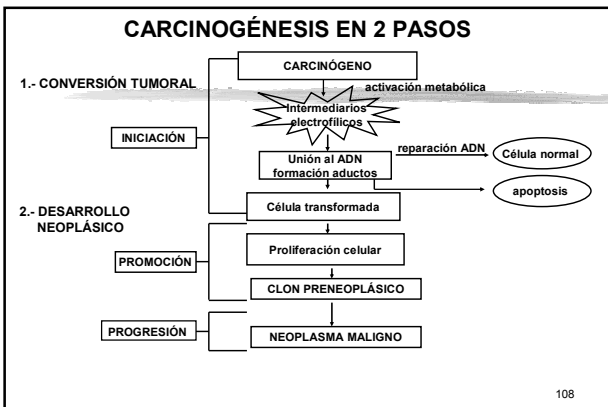 CARCINOGÉNESIS EN 2 PASOS
CARCINÓGENO
1.- CONVERSIÓN TUMORAL
activación metabólica
Intermediarios
electrofílicos
INICIACIÓN
reparación ADN
Célula normal
Unión al ADN
formación aductos
apoptosis
Célula transformada
2.- DESARROLLO
NEOPLÁSICO
Proliferación celular
PROMOCIÓN
CLON PRENEOPLÁSICO
PROGRESIÓN
NEOPLASMA MALIGNO
108